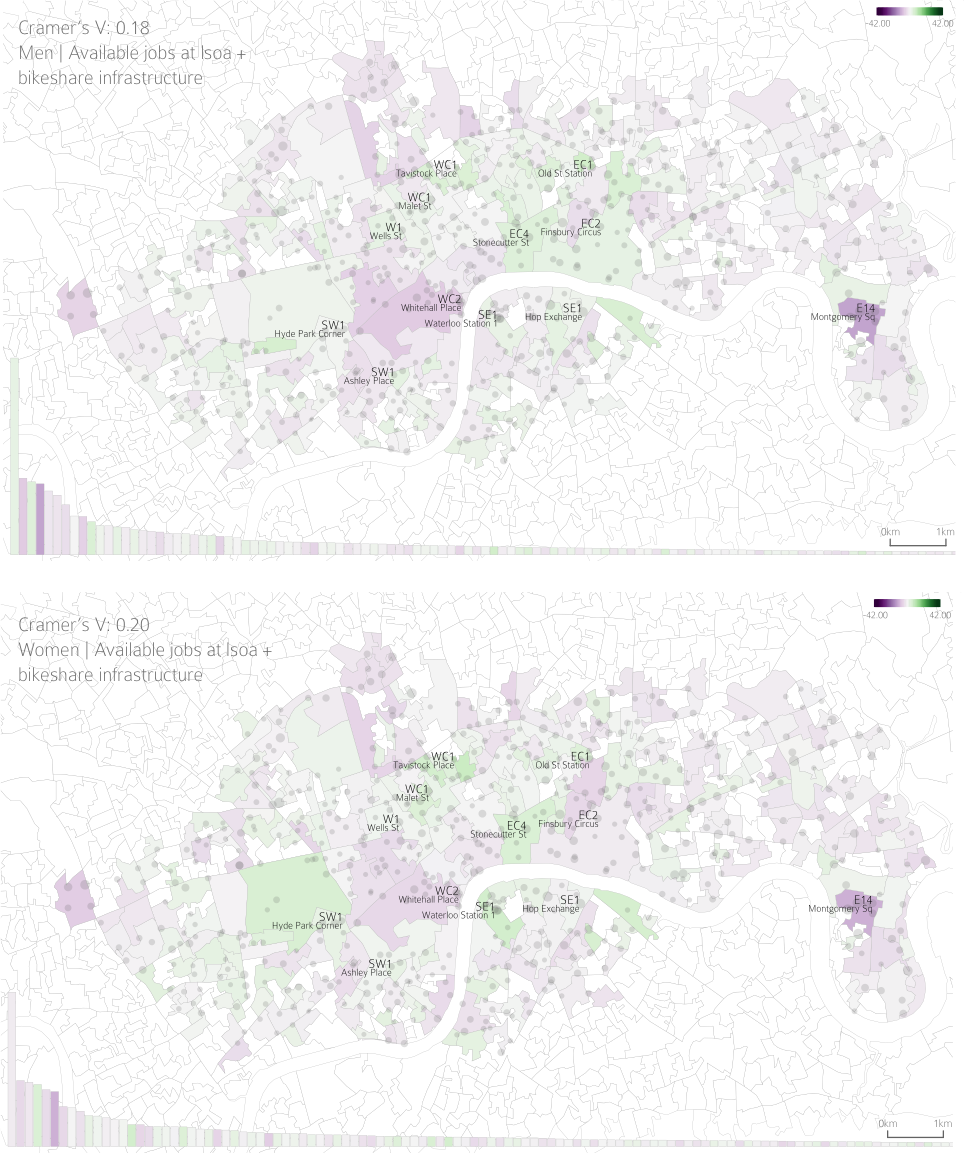 Cramer's V: 0.18
Men | Available jobs at lsoa +
bikeshare infrastructure
-42.00 42.00
WC1
Tavistock Place
EC1
Old St Station
WC1
Malet St
W1
Wells St
EC4
Stonecutter St
EC2
Finsbury Circus
WC2
Whitehall Place
SE1
Waterloo Station 1
SE1
Hop Exchange
E14
Montgomery Sq
SW1
Hyde Park Corner
SW1
Ashley Place
0km 1km
Cramer's V: 0.20
Women | Available jobs at lsoa +
bikeshare infrastructure
-42.00 42.00
WC1
Tavistock Place
EC1
Old St Station
WC1
Malet St
W1
Wells St
EC4
Stonecutter St
EC2
Finsbury Circus
WC2
Whitehall Place
SE1
Waterloo Station 1
SE1
Hop Exchange
E14
Montgomery Sq
SW1
Hyde Park Corner
SW1
Ashley Place
0km 1km